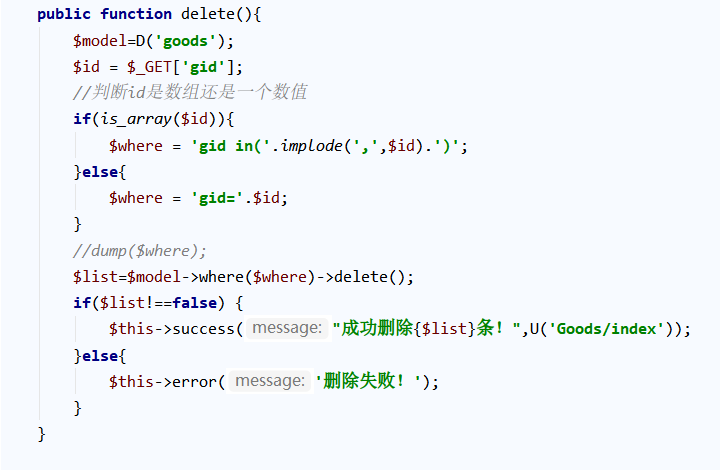 public function delete(){
$model=D('goods');
$id = $_GET['gid'];
//判断id是数组还是一个数值
if(is_array($id)){
$where = 'gid in('.implode(',',$id).')';
}else{
$where = 'gid='.$id;
}
//dump($where);
$list=$model->where($where)->delete();
if($list!==false) {
$this->success( message: "成功删除{$list}条！",U('Goods/index'));
}else{
$this->error( message: '删除失败！');
}
}